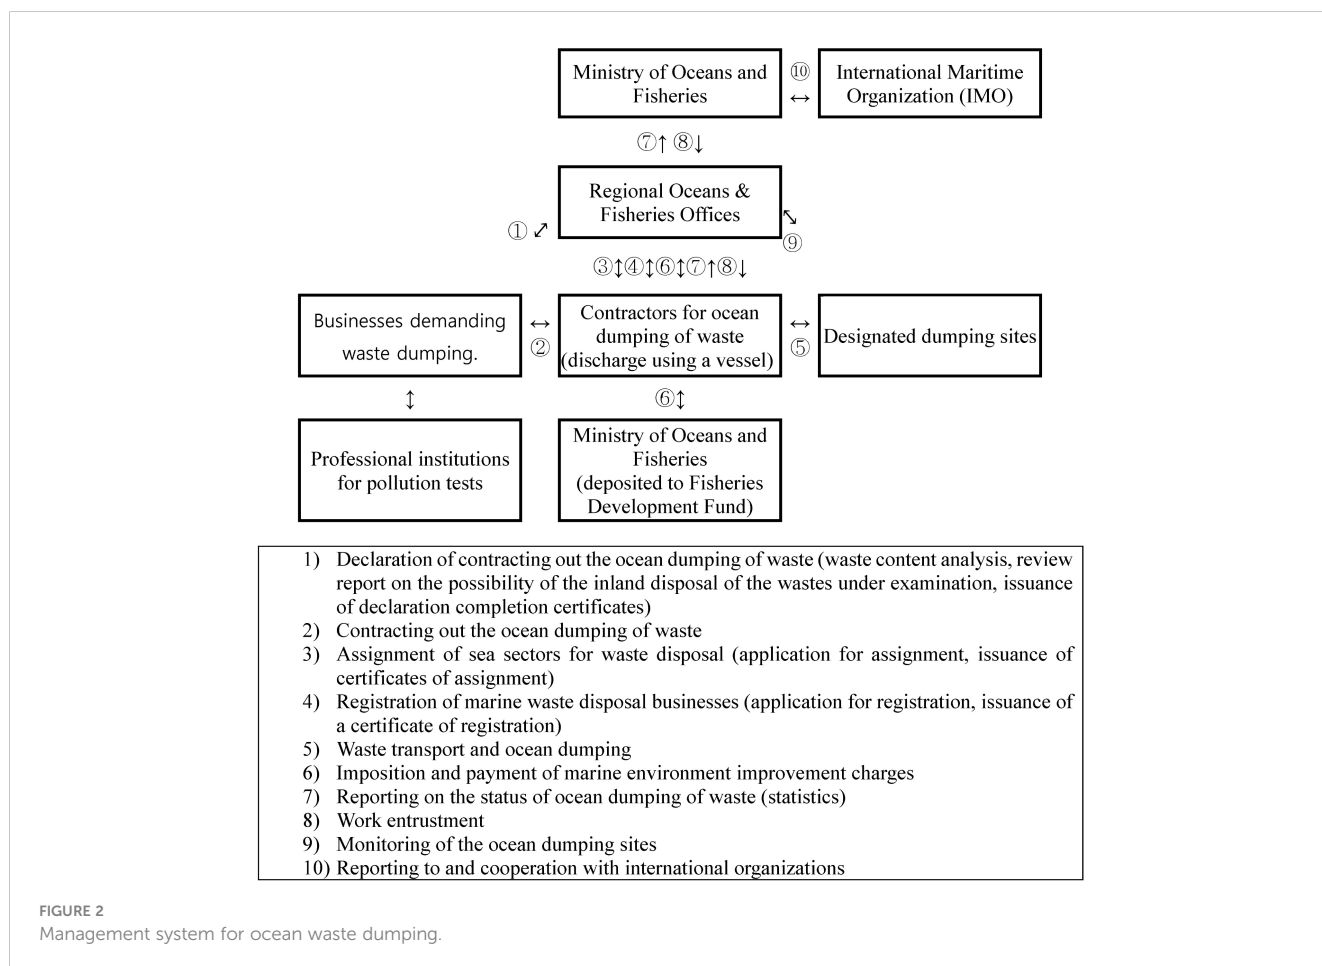 Ministry of Oceans and
Fisheries
⑩
↔
International Maritime
Organization (IMO)
⑦↑ ⑧↓
Regional Oceans &
Fisheries Offices
① ⤢
⤡
⑨
③↕④↕⑥↕⑦↑⑧↓
Businesses demanding
waste dumping.
↔
②
Contractors for ocean
dumping of waste
(discharge using a vessel)
↔
⑤
Designated dumping sites
↕
⑥↕
Professional institutions
for pollution tests
Ministry of Oceans and
Fisheries
(deposited to Fisheries
Development Fund)
1) Declaration of contracting out the ocean dumping of waste (waste content analysis, review
report on the possibility of the inland disposal of the wastes under examination, issuance
of declaration completion certificates)
2) Contracting out the ocean dumping of waste
3) Assignment of sea sectors for waste disposal (application for assignment, issuance of
certificates of assignment)
4) Registration of marine waste disposal businesses (application for registration, issuance of
a certificate of registration)
5) Waste transport and ocean dumping
6) Imposition and payment of marine environment improvement charges
7) Reporting on the status of ocean dumping of waste (statistics)
8) Work entrustment
9) Monitoring of the ocean dumping sites
10) Reporting to and cooperation with international organizations
FIGURE 2
Management system for ocean waste dumping.